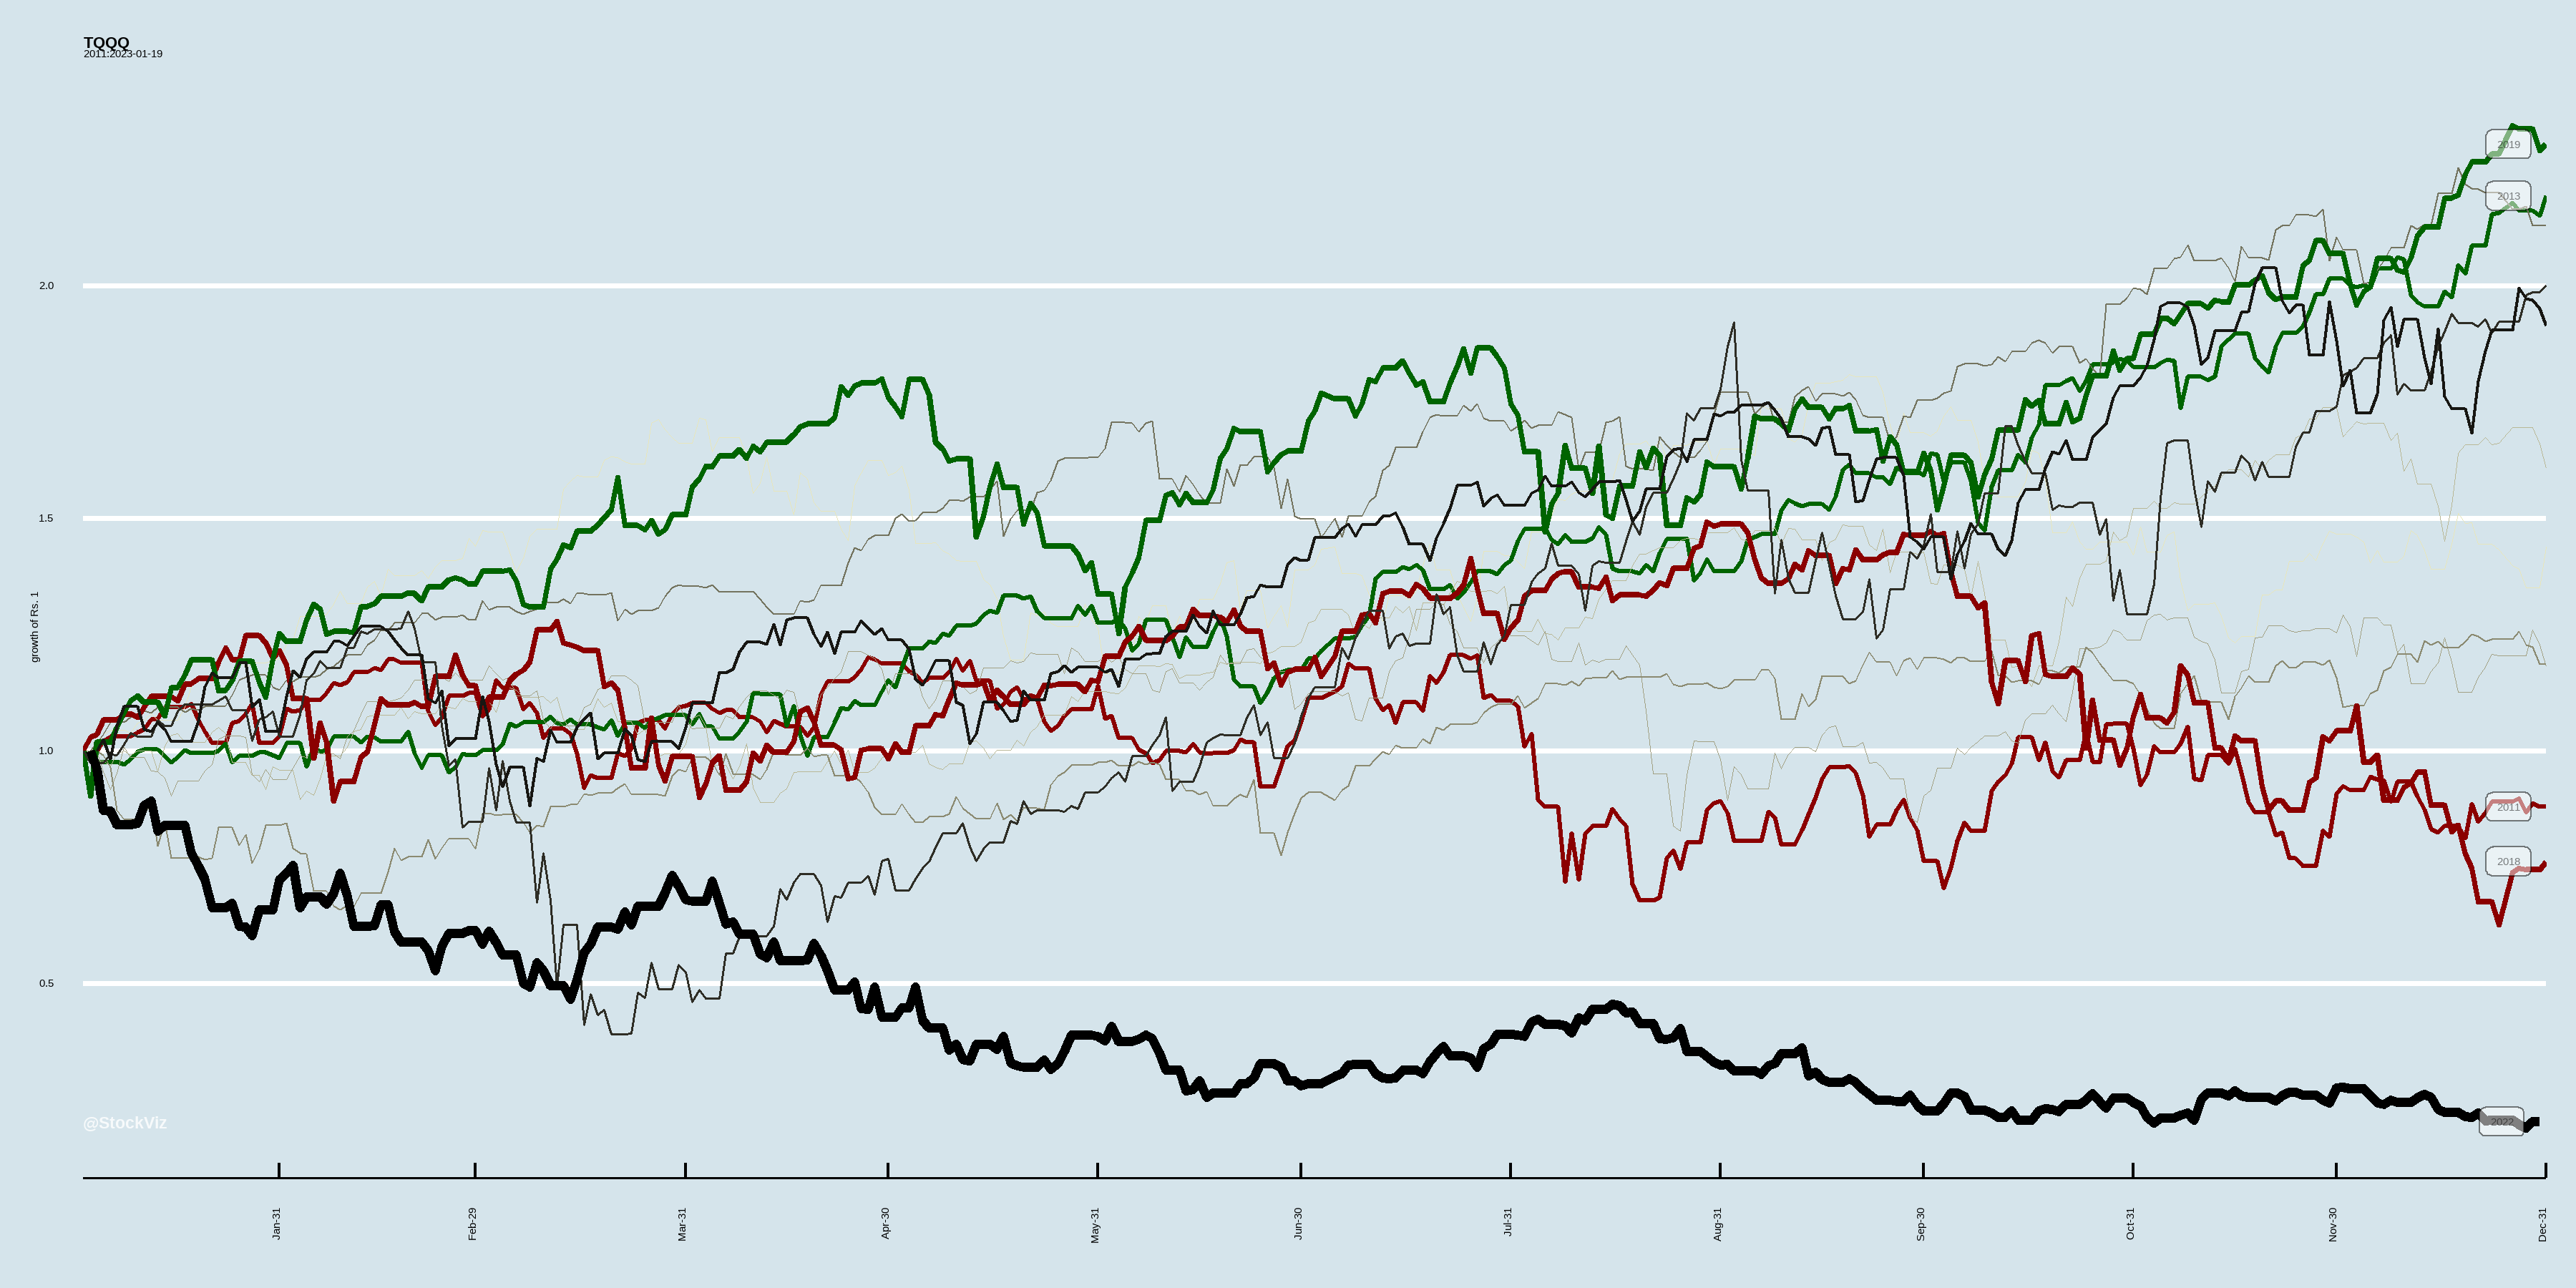 TQQQ
2011:2023-01-19
2019
2013
2.0
1.5
growth of Rs. 1
1.0
2011
2018
0.5
@StockViz
2022
Jan-31
Feb-29
Mar-31
Apr-30
May-31
Jun-30
Jul-31
Aug-31
Sep-30
Oct-31
Nov-30
Dec-31